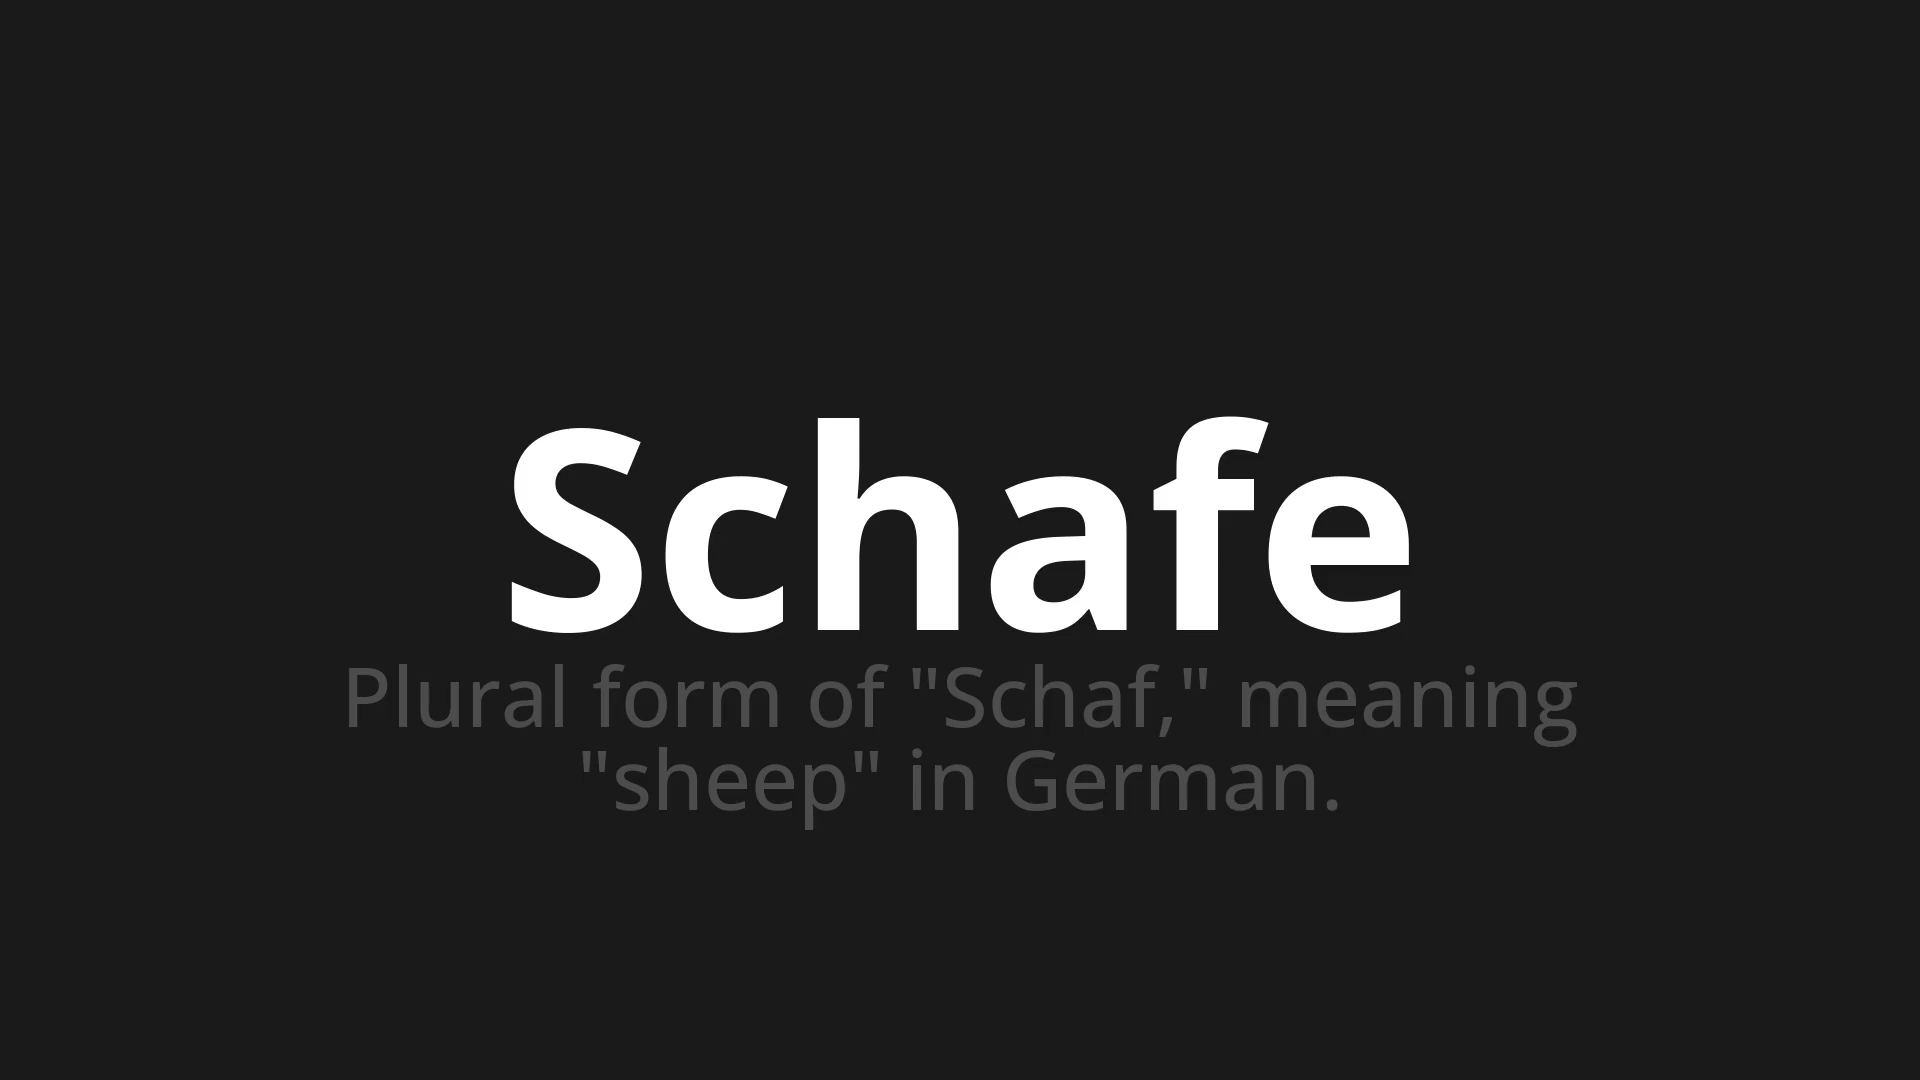 Schafe
Plural form of "Schaf," meaning
"sheep" in German.